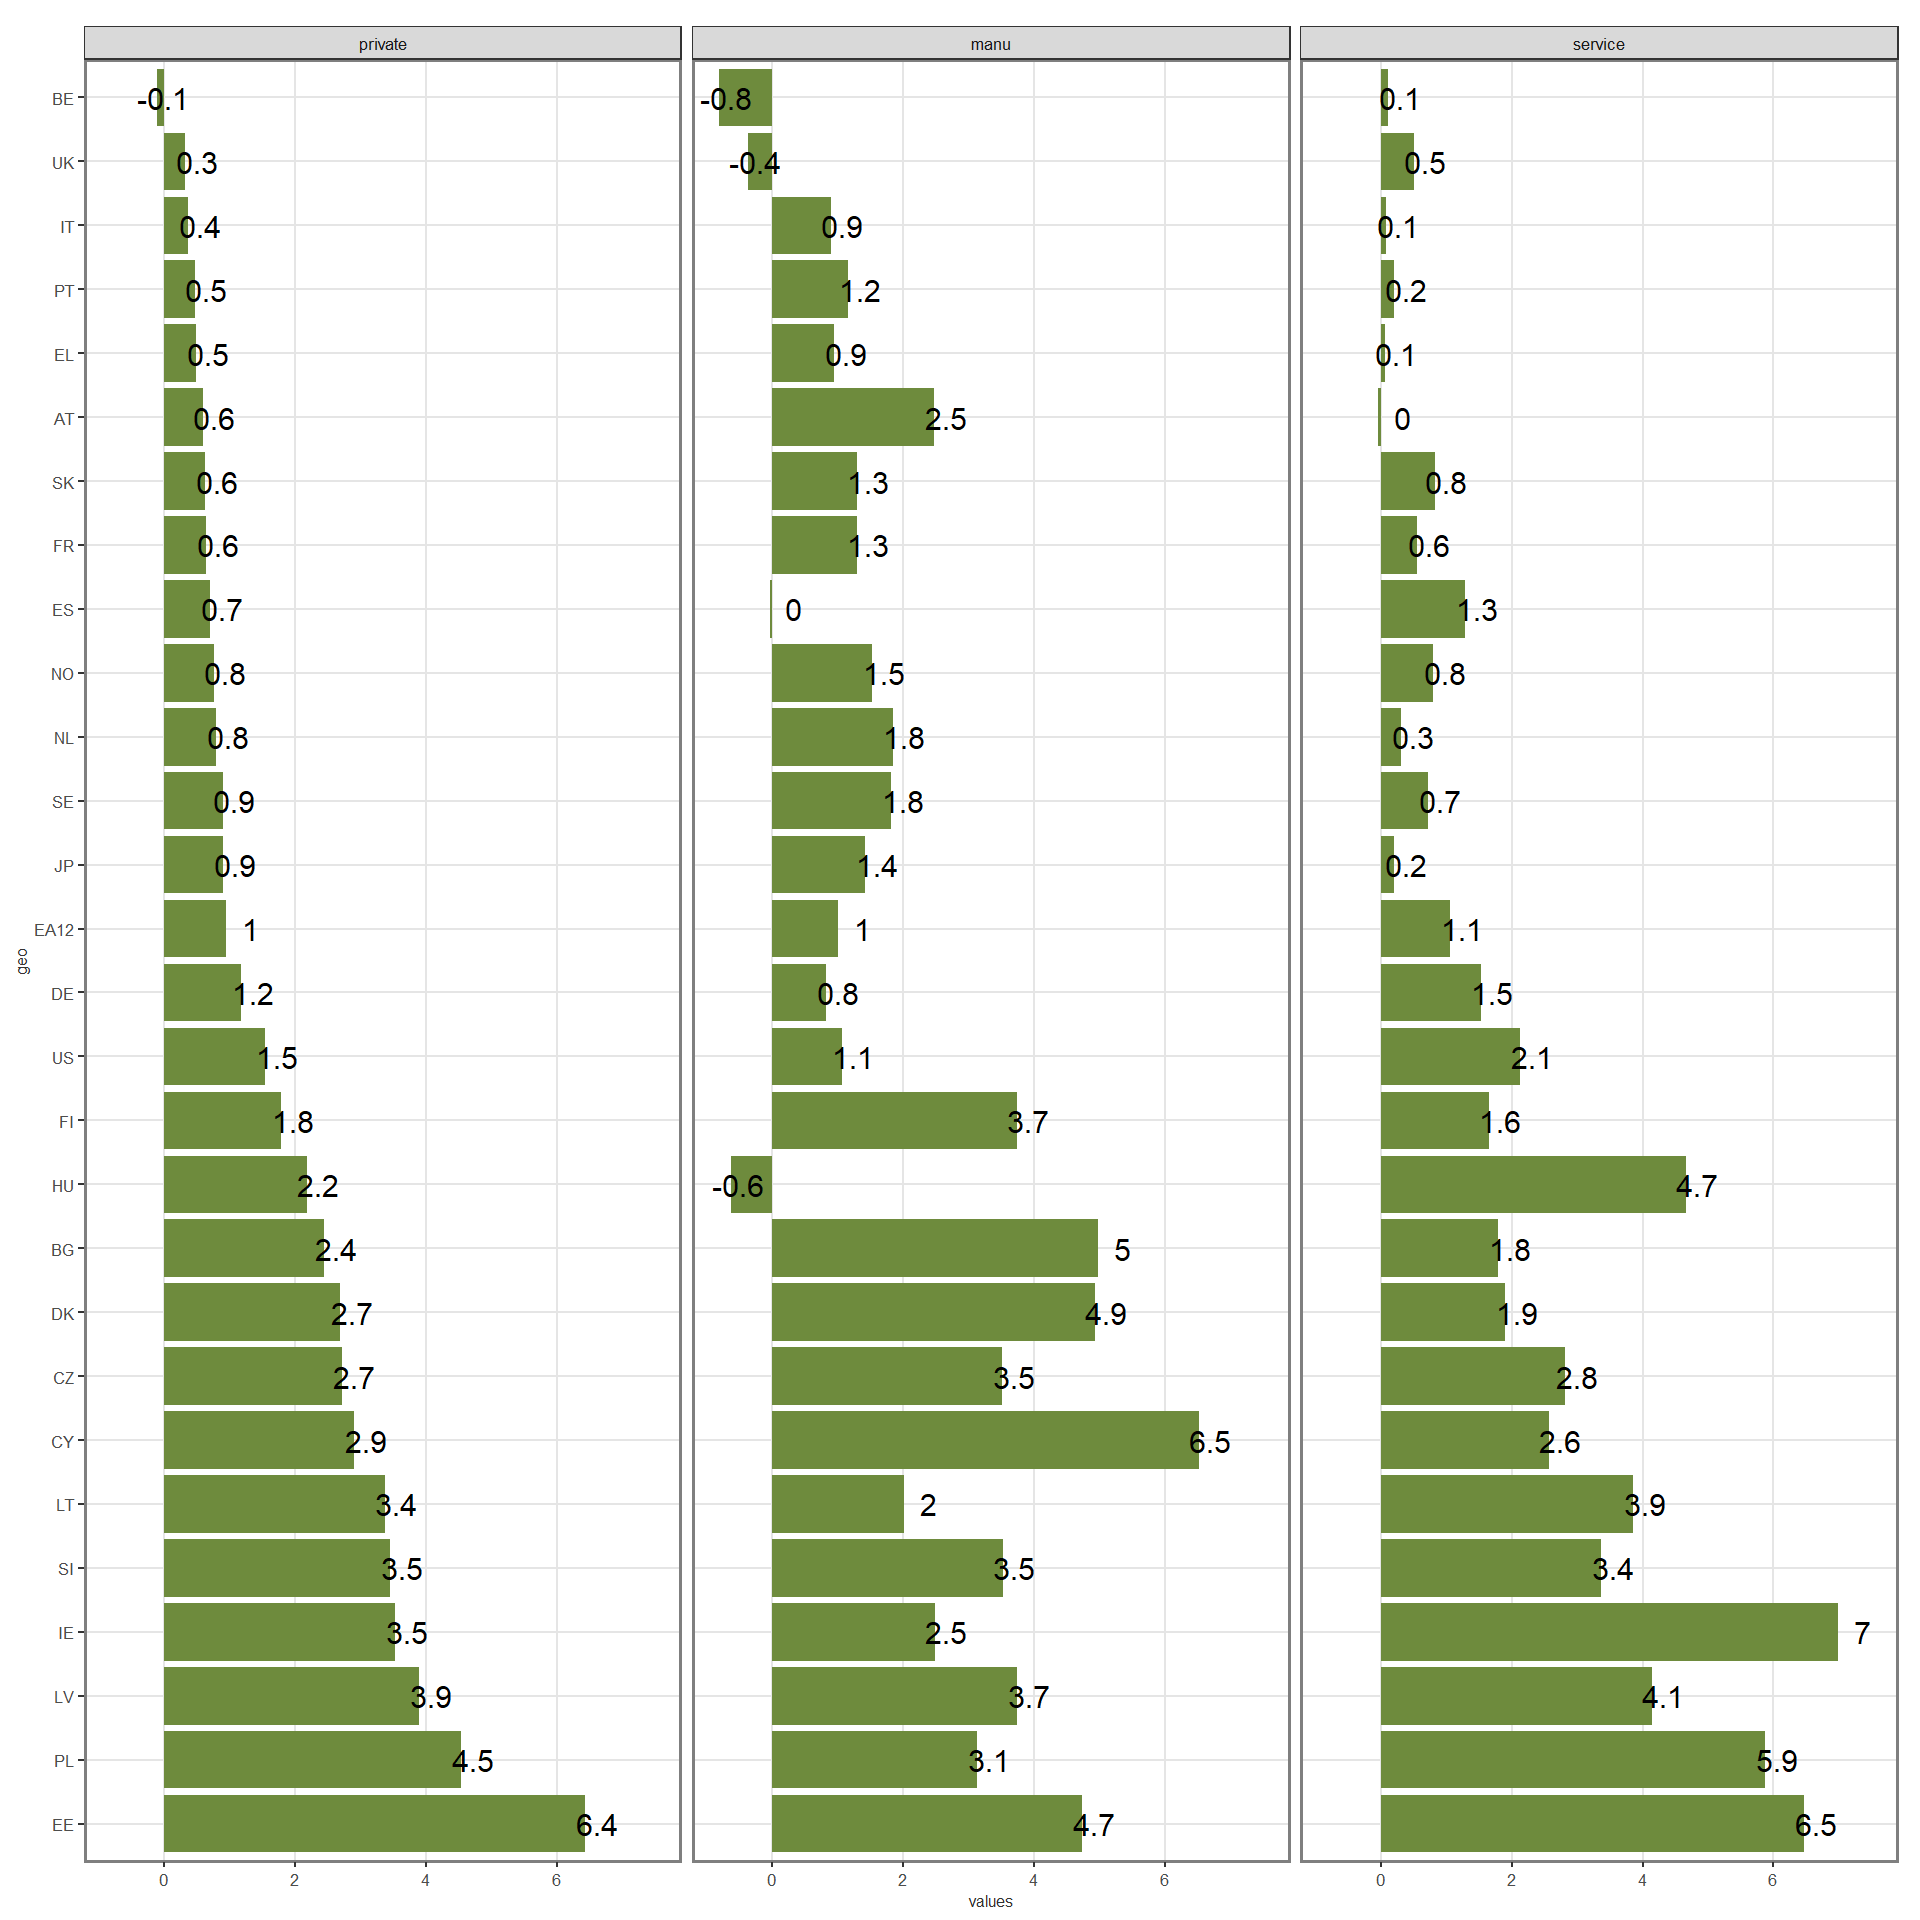 private manu service
BE -0.1 -0.8 0.1
UK 0.3 -0.4 0.5
IT 0.4 0.9 0.1
PT 0.5 1.2 0.2
EL 0.5 0.9 0.1
AT 0.6 2.5 0
SK 0.6 1.3 0.8
FR 0.6 1.3 0.6
ES 0.7 0 1.3
NO 0.8 1.5 0.8
NL 0.8 1.8 0.3
SE 0.9 1.8 0.7
JP 0.9 1.4 0.2
EA12 1 1 1.1
geo
DE 1.2 0.8 1.5
US 1.5 1.1 2.1
FI 1.8 3.7 1.6
HU 2.2 -0.6 4.7
BG 2.4 5 1.8
DK 2.7 4.9 1.9
CZ 2.7 3.5 2.8
CY 2.9 6.5 2.6
LT 3.4 2 3.9
SI 3.5 3.5 3.4
IE 3.5 2.5 7
LV 3.9 3.7 4.1
PL 4.5 3.1 5.9
EE 6.4 4.7 6.5
0 2 4 6 0 2 4 6 0 2 4 6
values